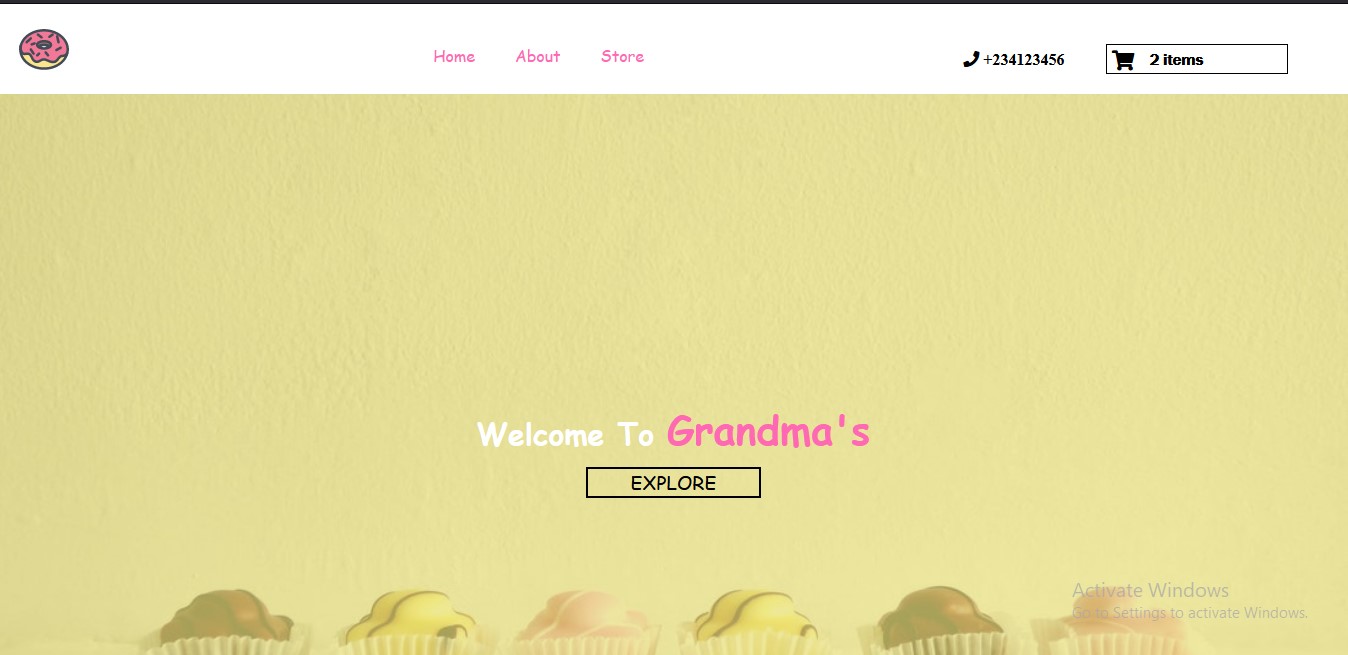 Home About Store
+234123456
2 items
Welcome To Grandma's
EXPLORE
Activate Windows
Go to Settings to activate Windows.